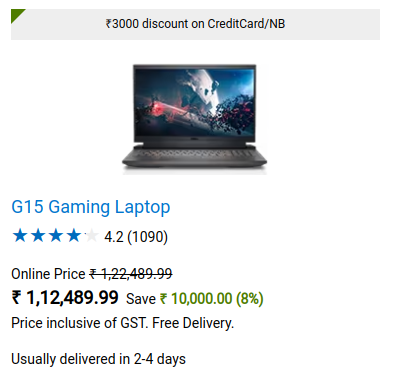 ₹3000 discount on CreditCard/NB
G15 Gaming Laptop
4.2 (1090)
Online Price ₹ 1,22,489.99
₹ 1,12,489.99 Save ₹ 10,000.00 (8%)
Price inclusive of GST. Free Delivery.
Usually delivered in 2-4 days